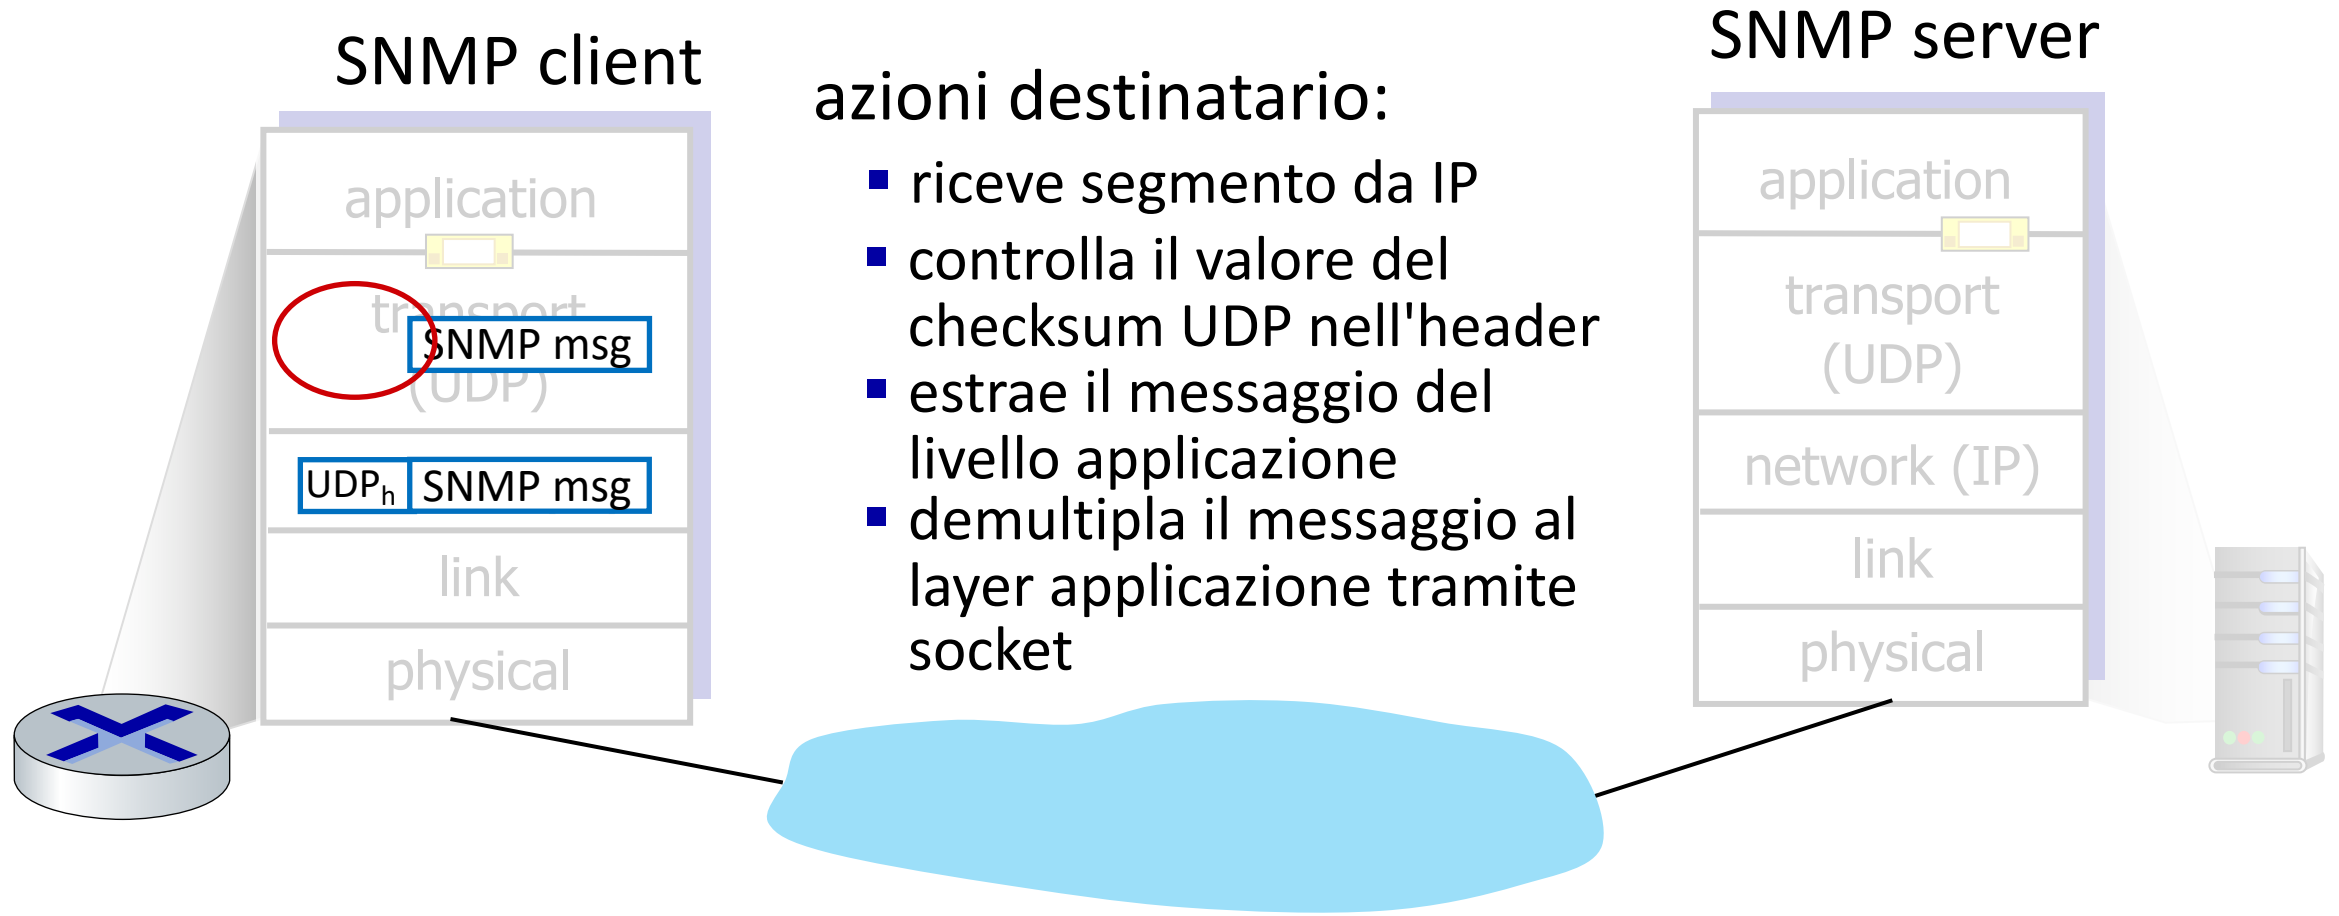 SNMP client
application
transport
SNMP msg
(UDP)
UDPh SNMP msg
link
physical
azioni destinatario:
riceve segmento da IP
controlla il valore del
checksum UDP nell'header
estrae il messaggio del
livello applicazione
demultipla il messaggio al
layer applicazione tramite
socket
SNMP server
application
transport
(UDP)
network (IP)
link
physical